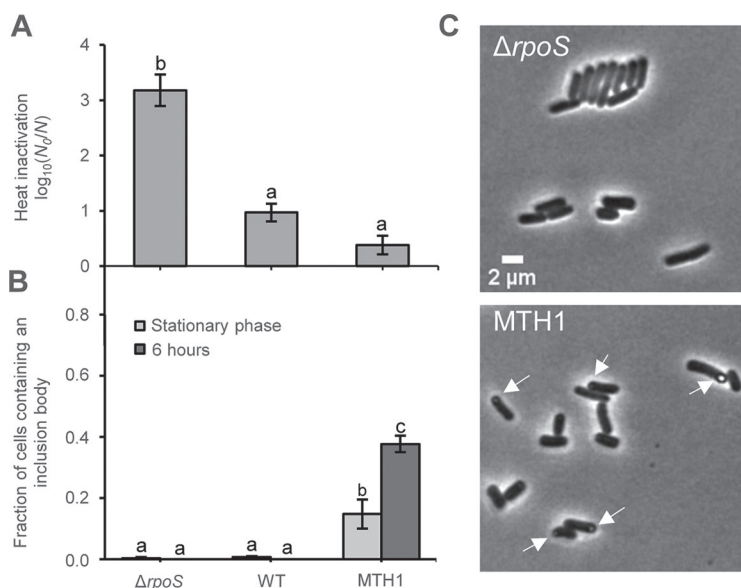 A
Heat inactivation
log10(N0/N)
4
3
2
1
0
b
a
a
B
Fraction of cells containing an
inclusion body
0.8
0.6
0.4
0.2
0.0
Stationary phase
6 hours
a a
a a
b
c
ΔrpoS WT MTH1
C
ΔrpoS
2 µm
MTH1